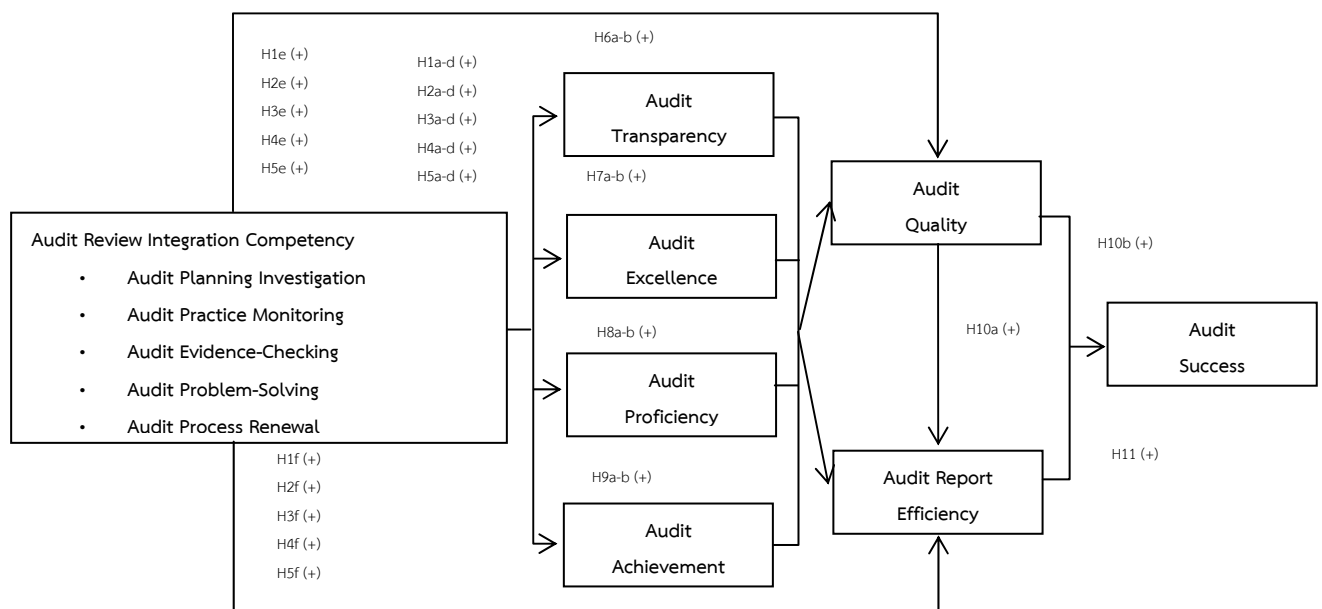 H6a-b (+)
H1e (+)
H2e (+)
H3e (+)
H4e (+)
H5e (+)
H1a-d (+)
H2a-d (+)
H3a-d (+)
H4a-d (+)
H5a-d (+)
Audit
Transparency
H7a-b (+)
Audit
Quality
Audit Review Integration Competency
• Audit Planning Investigation
• Audit Practice Monitoring
• Audit Evidence-Checking
• Audit Problem-Solving
• Audit Process Renewal
Audit
Excellence
H10b (+)
H8a-b (+)
H10a (+)
Audit
Success
Audit
Proficiency
H11 (+)
H1f (+)
H2f (+)
H3f (+)
H4f (+)
H5f (+)
H9a-b (+)
Audit Report
Efficiency
Audit
Achievement